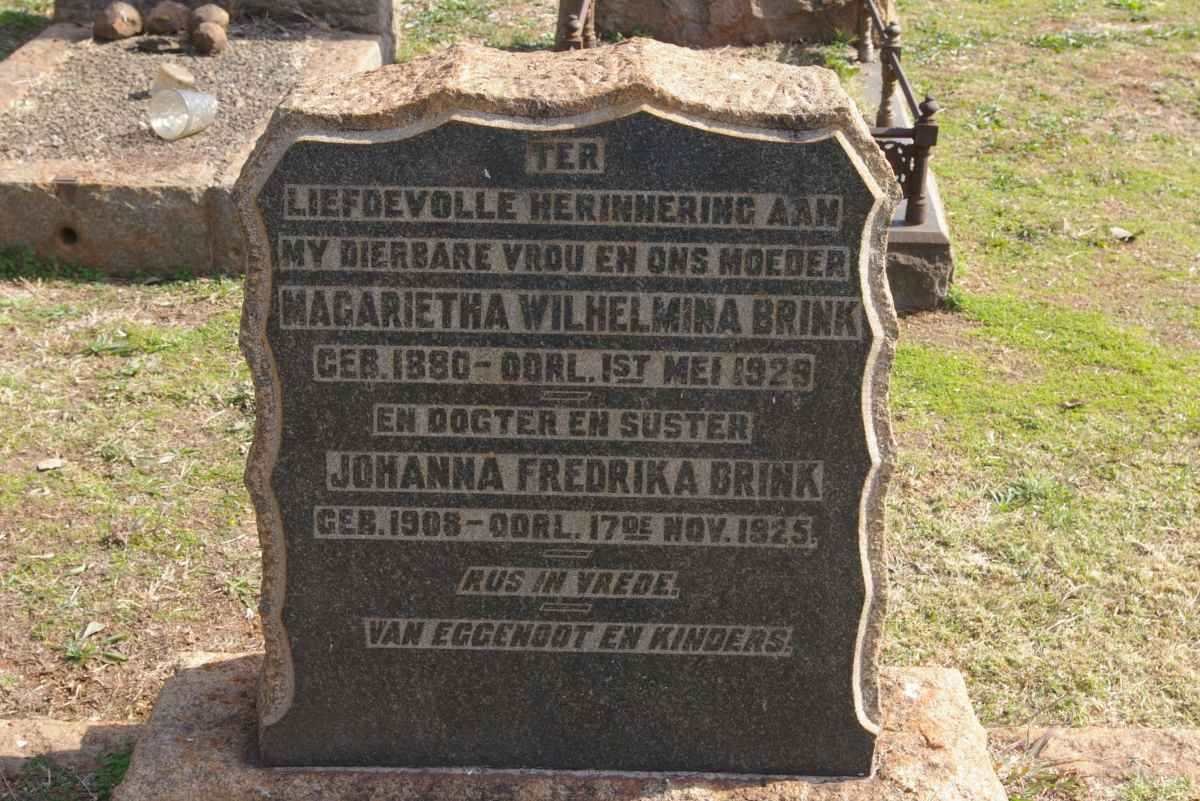 TER
LIEFDEVOLLE HERINNERING AAN
MY DIERBARE VROU EN ONS MOEDER
MAGARIETHA WILHELMINA BRINK
GEB. 1880 - OORL. 1ST MEI 1929
EN DOGTER EN SUSTER
JOHANNA FREDRIKA BRINK
GEB. 1908 - OORL. 17DE NOV. 1925.
RUS IN VREDE.
VAN EGGENOOT EN KINDERS.